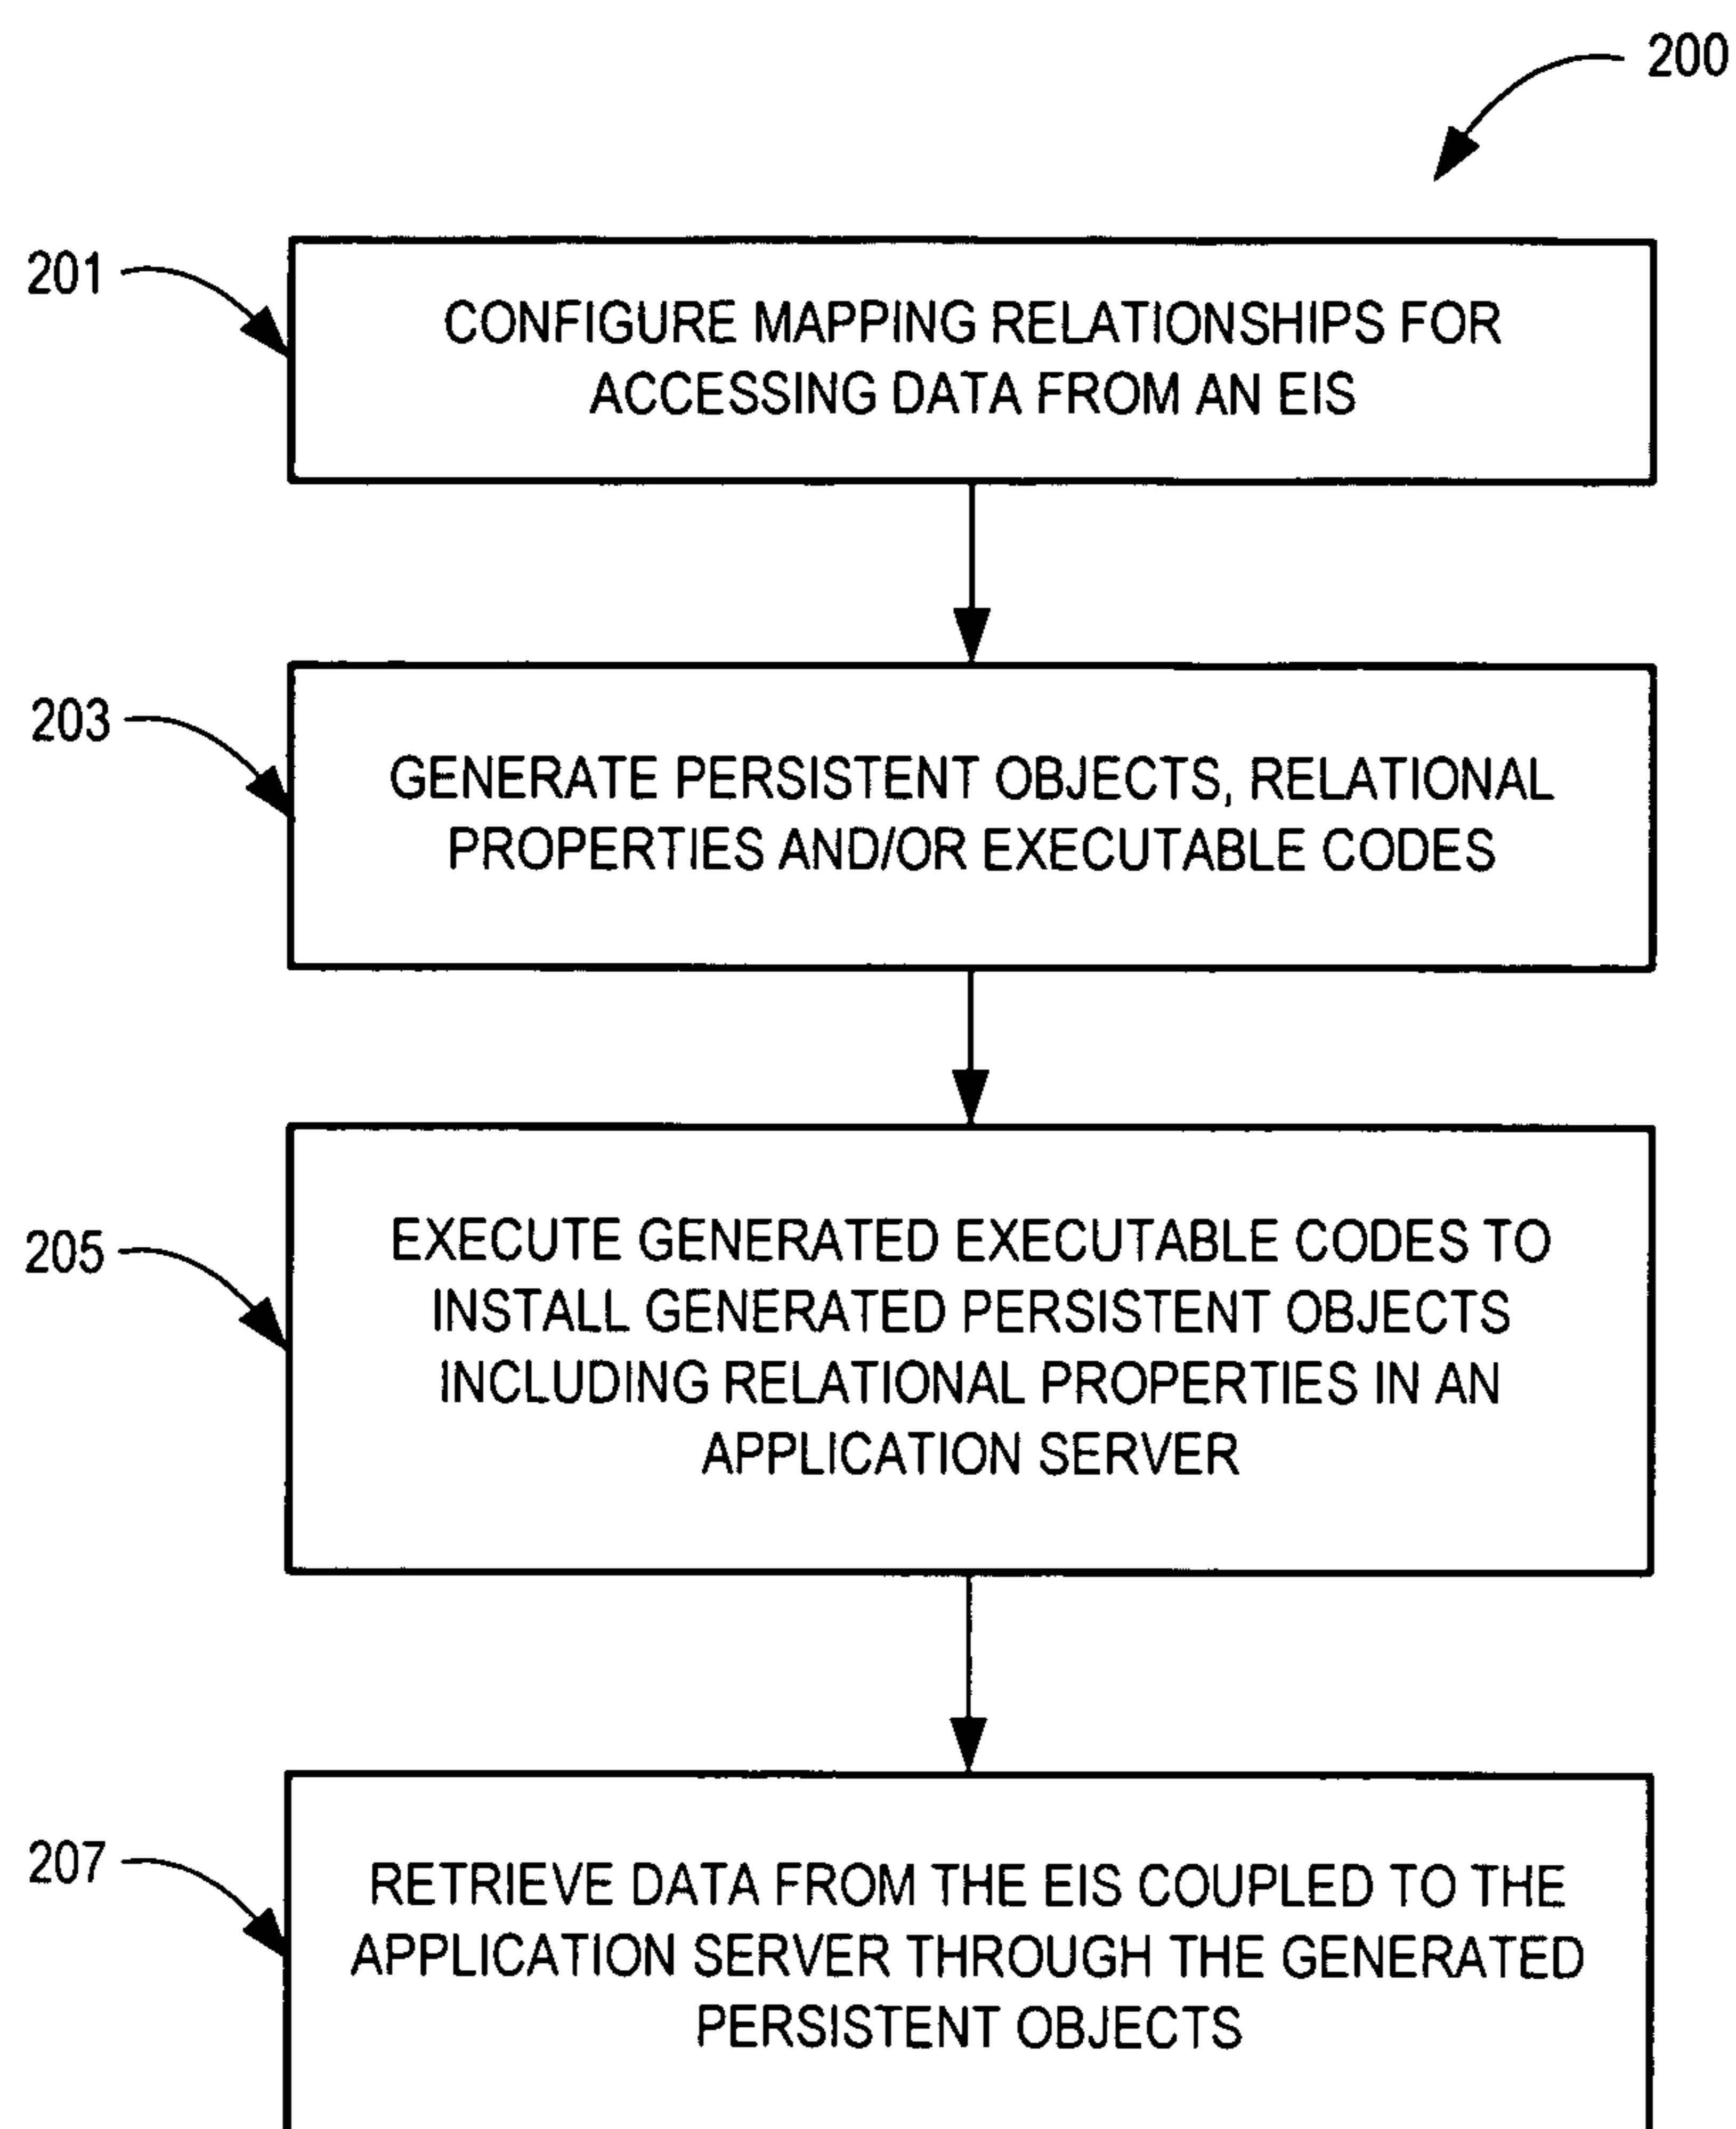 200
201
CONFIGURE MAPPING RELATIONSHIPS FOR
ACCESSING DATA FROM AN EIS
203
GENERATE PERSISTENT OBJECTS, RELATIONAL
PROPERTIES AND/OR EXECUTABLE CODES
205
EXECUTE GENERATED EXECUTABLE CODES TO
INSTALL GENERATED PERSISTENT OBJECTS
INCLUDING RELATIONAL PROPERTIES IN AN
APPLICATION SERVER
207
RETRIEVE DATA FROM THE EIS COUPLED TO THE
APPLICATION SERVER THROUGH THE GENERATED
PERSISTENT OBJECTS